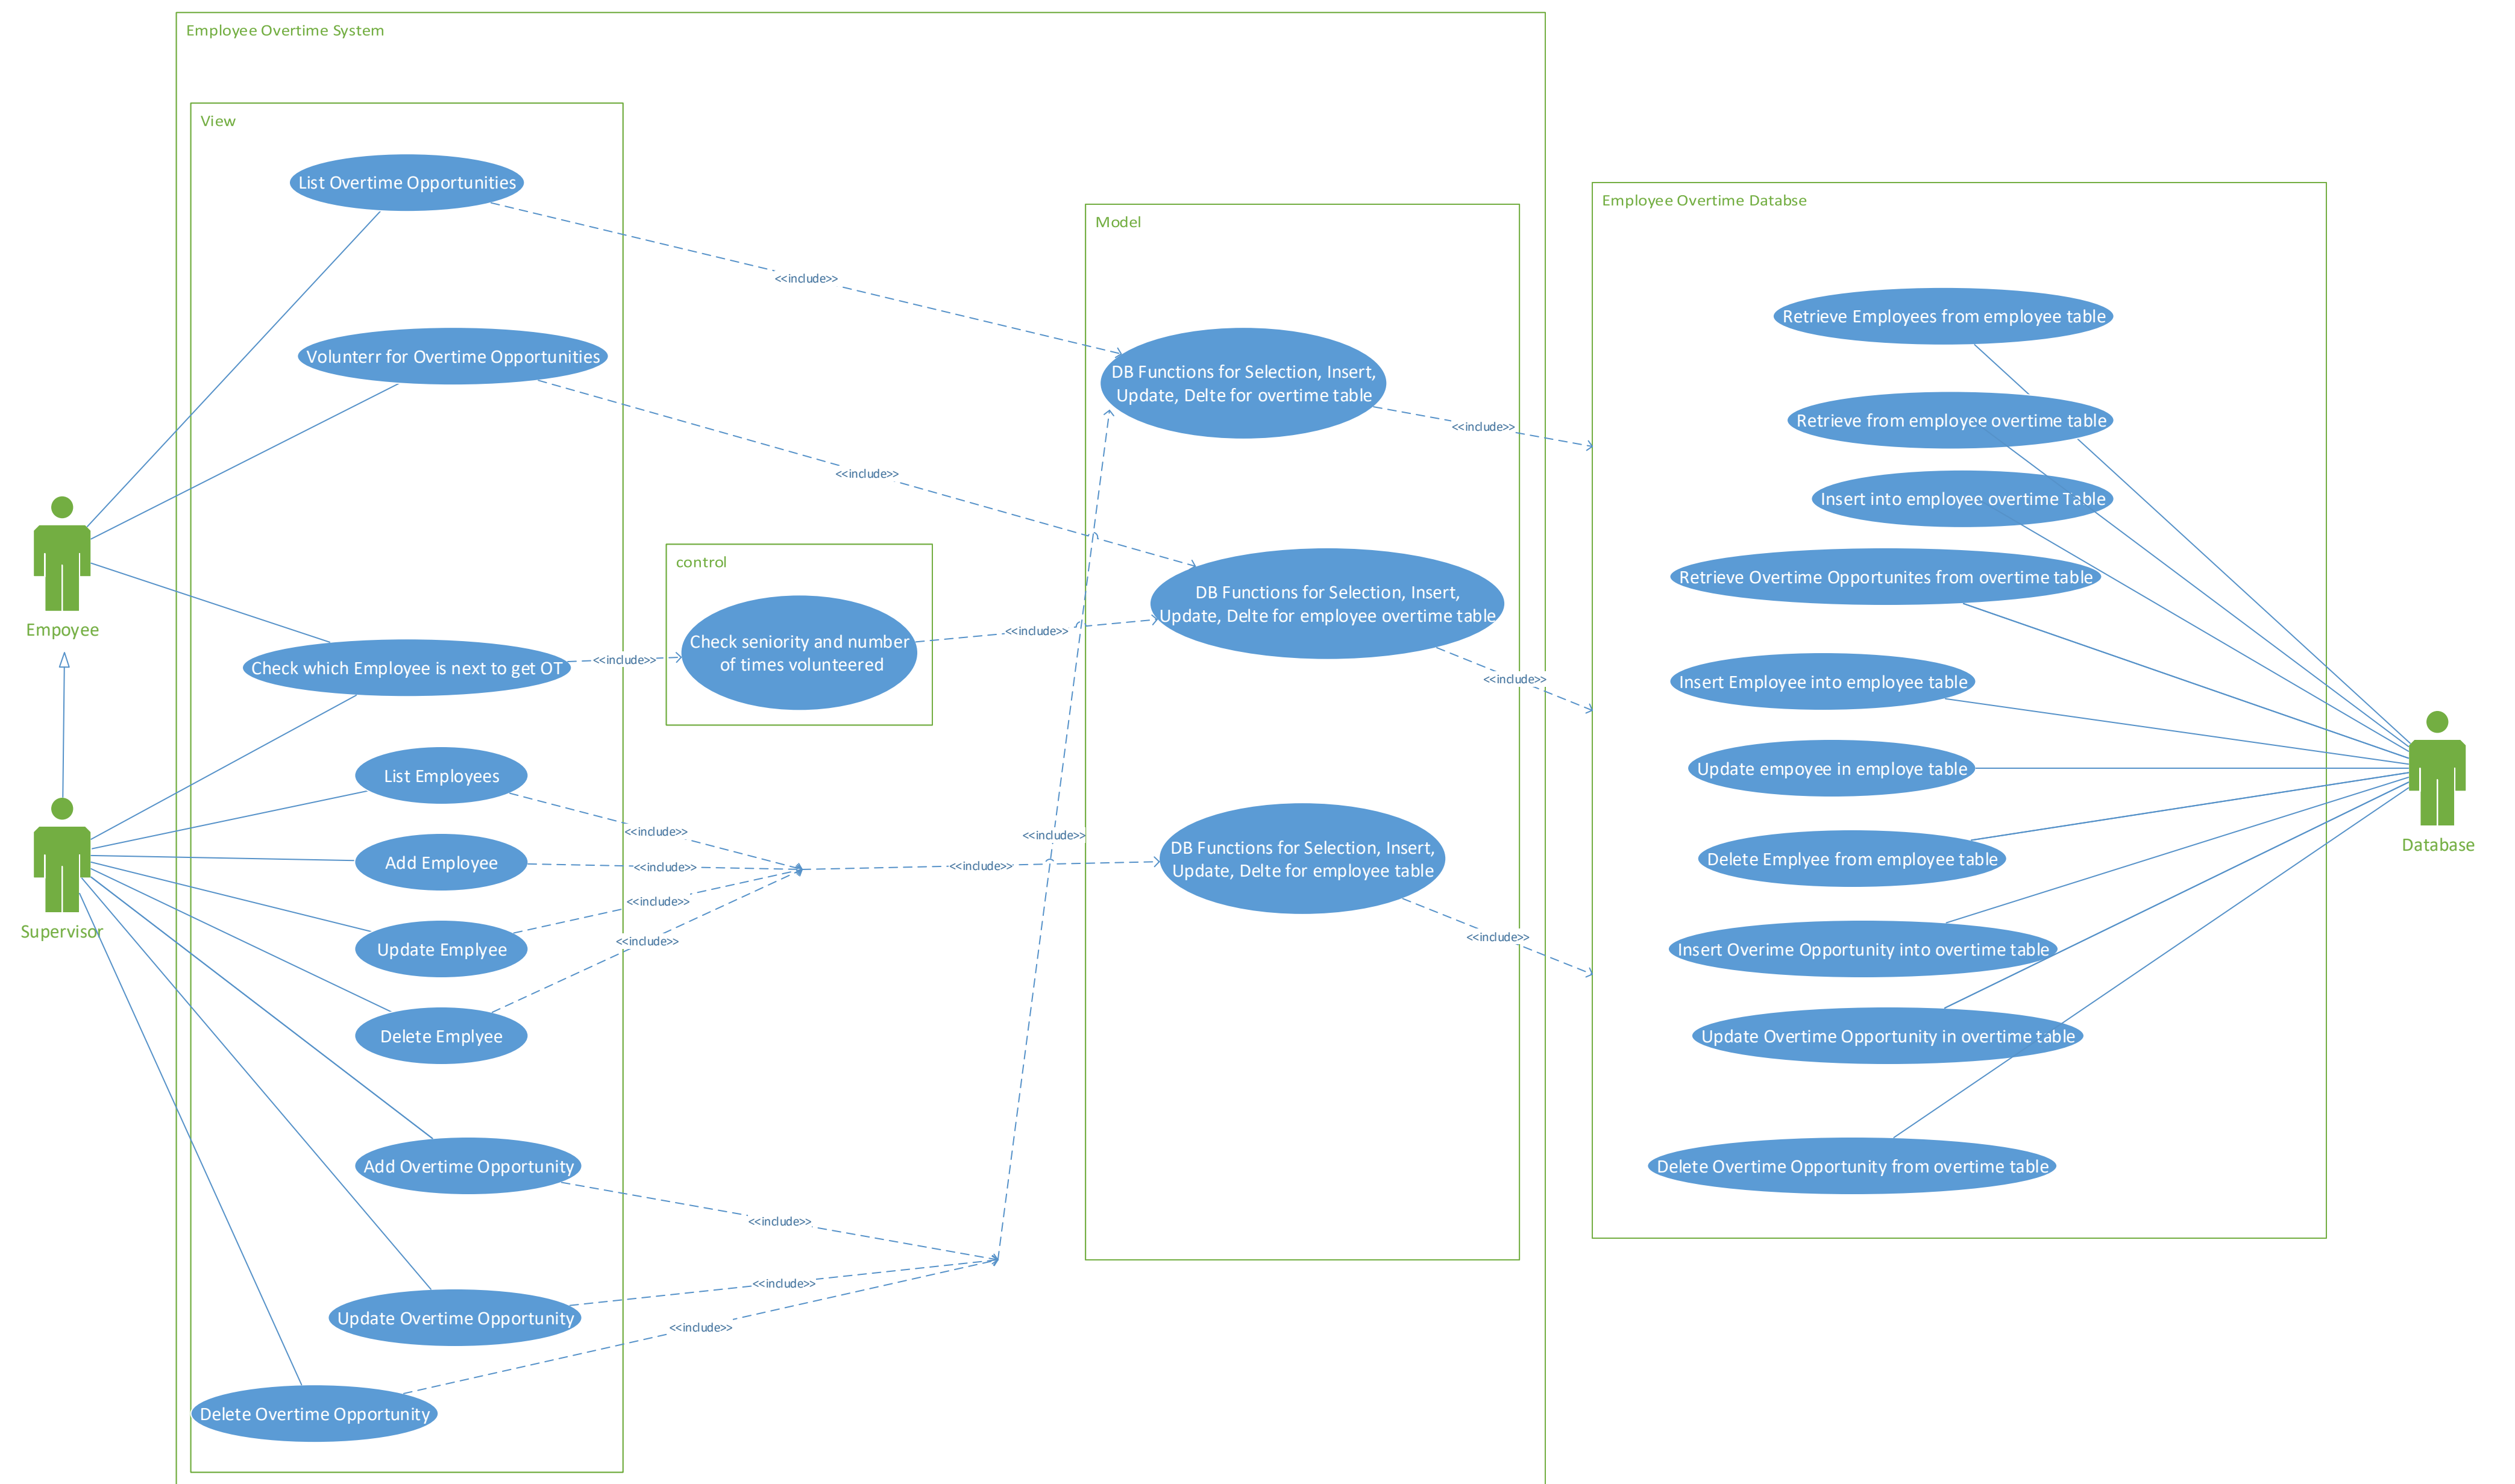 Employee Overtime System
View
List Overtime Opportunities
<<include>>
Volunterr for Overtime Opportunities
<<include>>
Empoyee
Check which Employee is next to get OT
<<include>>
control
Check seniority and number
of times volunteered
<<include>>
Supervisor
List Employees
<<include>>
Add Employee
<<include>>
Update Emplyee
<<include>>
Delete Emplyee
<<include>>
<<include>>
<<include>>
Add Overtime Opportunity
<<include>>
Update Overtime Opportunity
<<include>>
Delete Overtime Opportunity
<<include>>
Model
DB Functions for Selection, Insert,
Update, Delte for overtime table
<<include>>
DB Functions for Selection, Insert,
Update, Delte for employee overtime table
<<include>>
DB Functions for Selection, Insert,
Update, Delte for employee table
<<include>>
Employee Overtime Databse
Retrieve Employees from employee table
Retrieve from employee overtime table
Insert into employee overtime Table
Retrieve Overtime Opportunites from overtime table
Insert Employee into employee table
Update empoyee in employe table
Delete Emplyee from employee table
Insert Overime Opportunity into overtime table
Update Overtime Opportunity in overtime table
Delete Overtime Opportunity from overtime table
Database